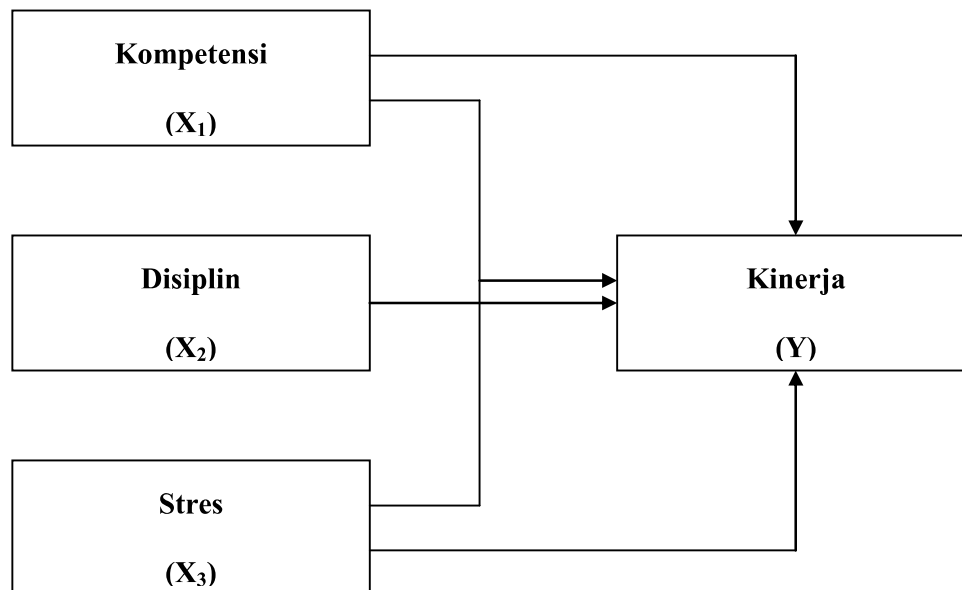 Kompetensi
(X₁)
Disiplin
(X₂)
Kinerja
(Y)
Stres
(X₃)